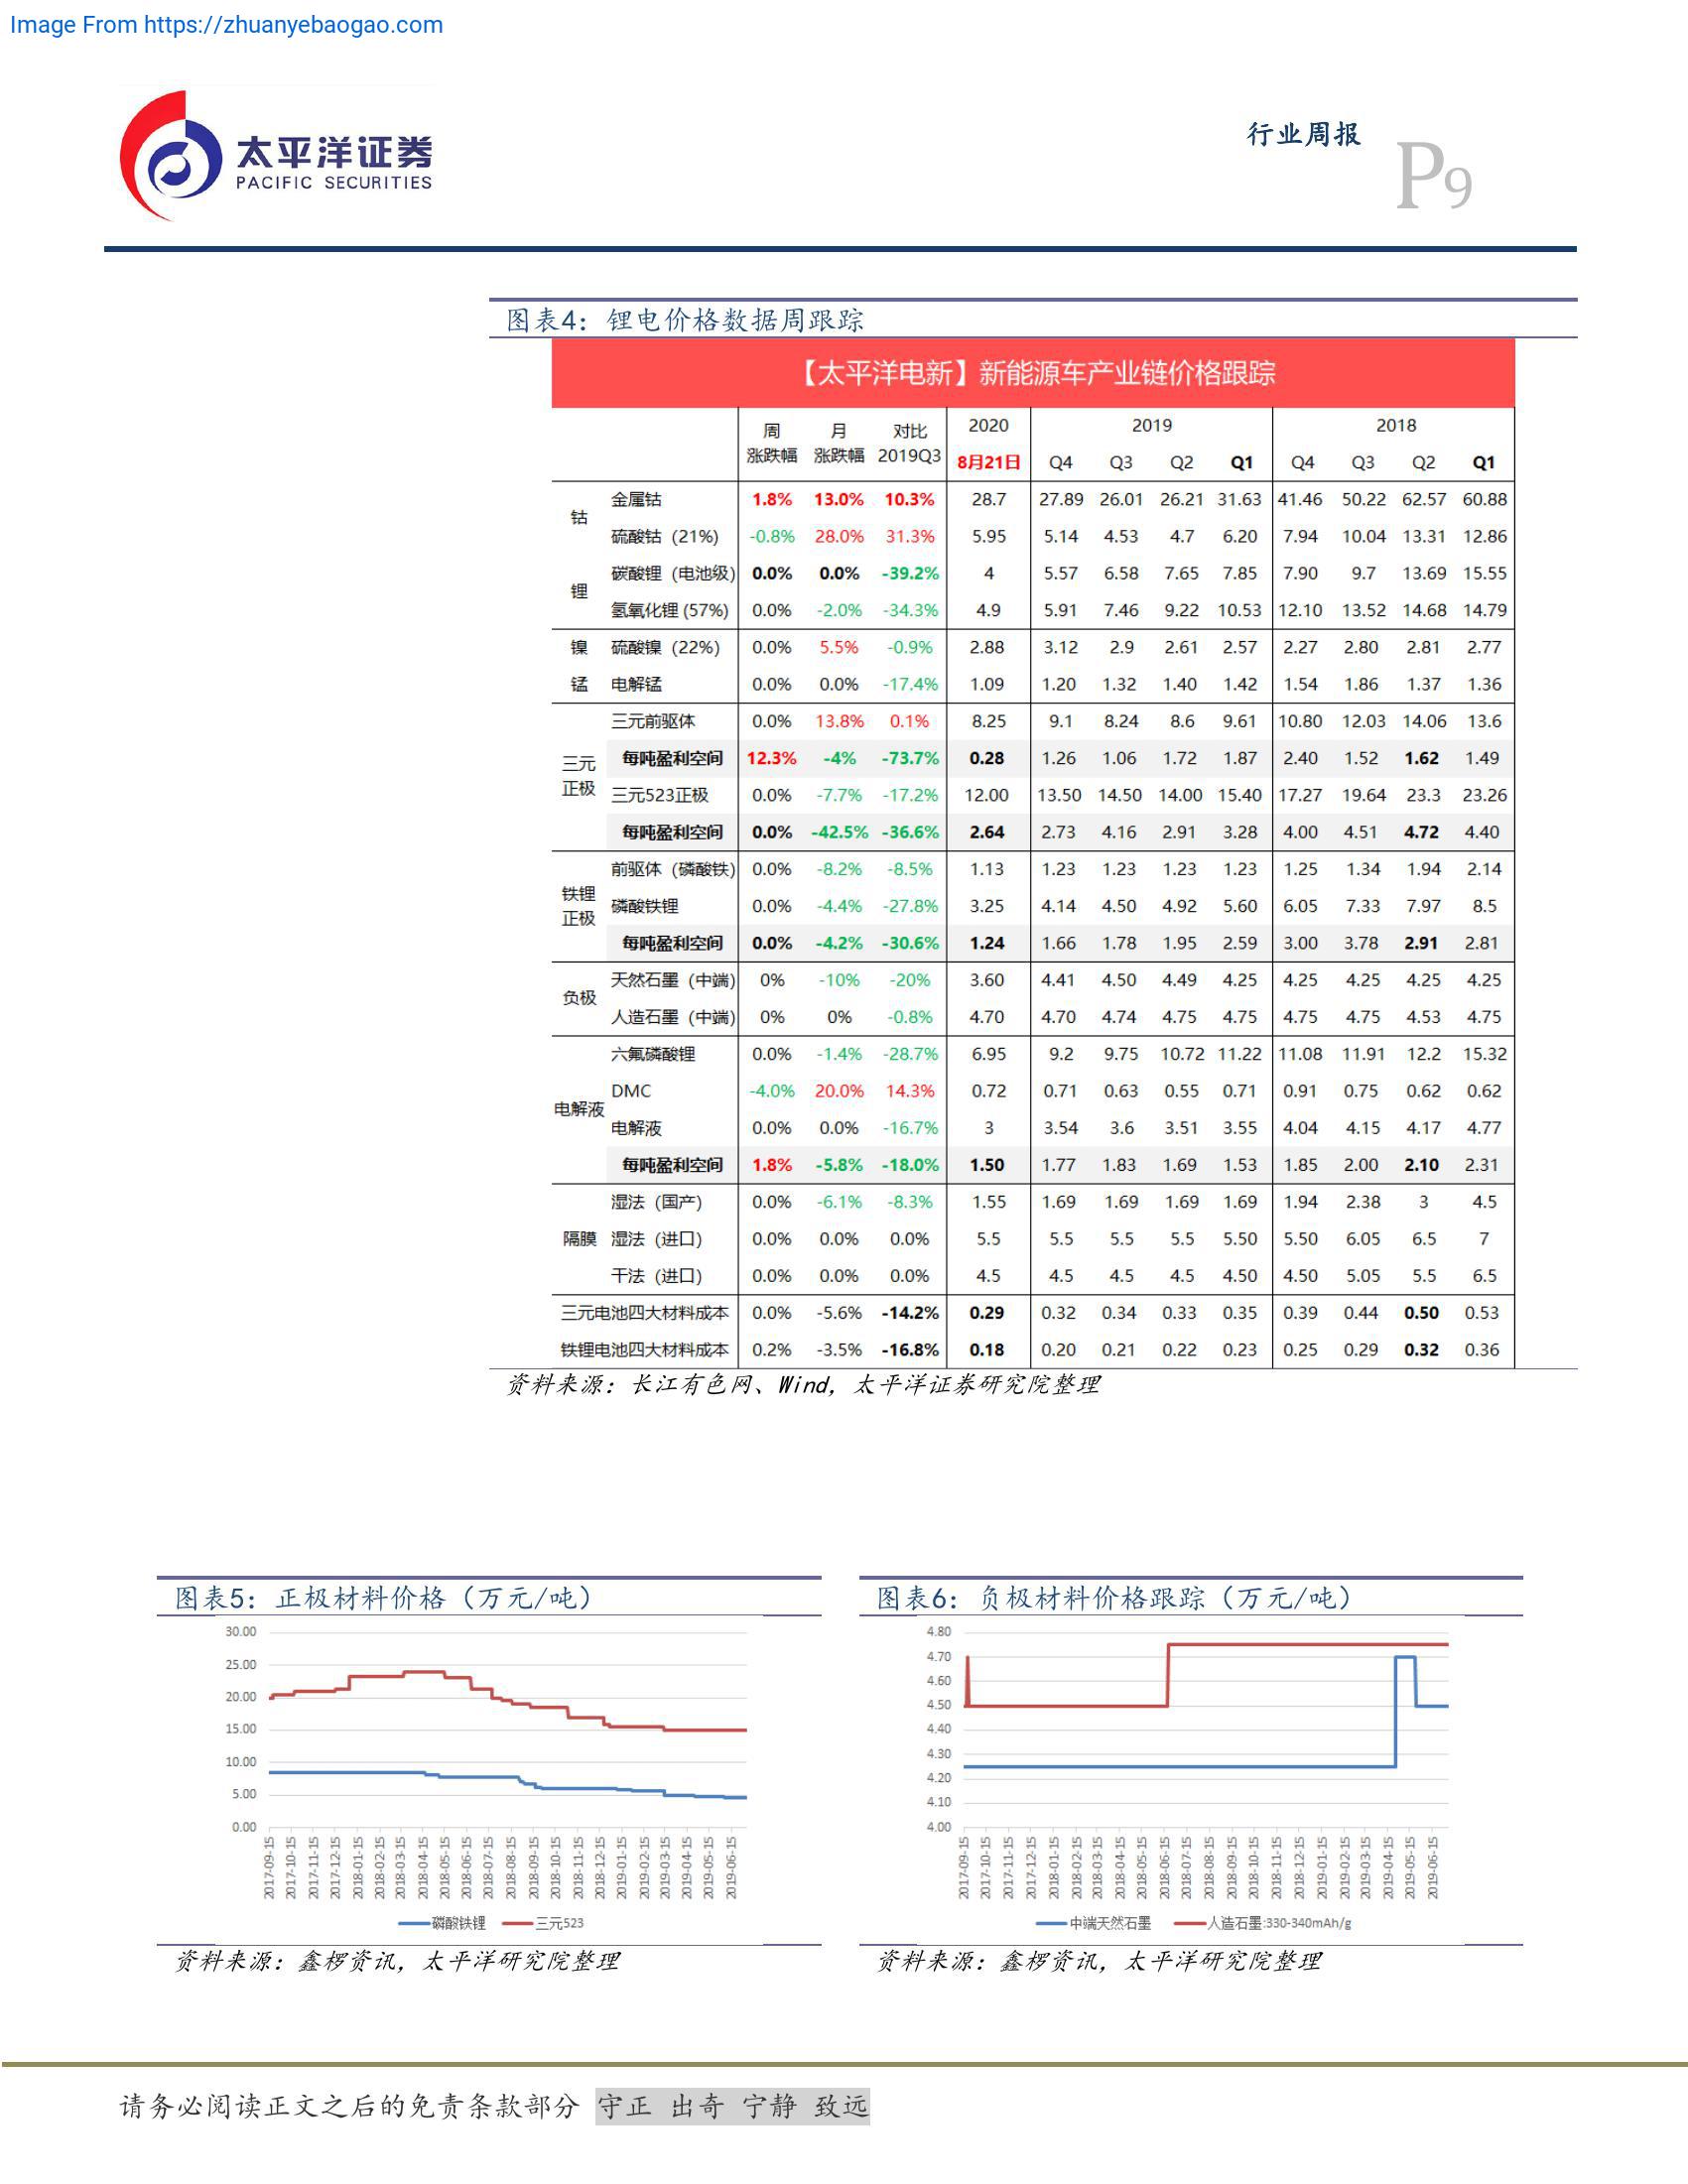 Image From https://zhuanyebaogao.com
太平洋证券
PACIFIC SECURITIES
行业周报
P9
图表4：锂电价格数据周跟踪
【太平洋电新】新能源车产业链价格跟踪
周 月 对比 2020 2019 2018
涨跌幅 涨跌幅 2019Q3 8月21日 Q4 Q3 Q2 Q1 Q4 Q3 Q2 Q1
钴
金属钴 1.8% 13.0% 10.3% 28.7 27.89 26.01 26.21 31.63 41.46 50.22 62.57 60.88
硫酸钴（21%) -0.8% 28.0% 31.3% 5.95 5.14 4.53 4.7 6.20 7.94 10.04 13.31 12.86
锂
碳酸锂（电池级) 0.0% 0.0% -39.2% 4 5.57 6.58 7.65 7.85 7.90 9.7 13.69 15.55
氢氧化锂 (57%) 0.0% -2.0% -34.3% 4.9 5.91 7.46 9.22 10.53 12.10 13.52 14.68 14.79
镍 硫酸镍（22%) 0.0% 5.5% -0.9% 2.88 3.12 2.9 2.61 2.57 2.27 2.80 2.81 2.77
锰 电解锰 0.0% 0.0% -17.4% 1.09 1.20 1.32 1.40 1.42 1.54 1.86 1.37 1.36
三元
正极
三元前驱体 0.0% 13.8% 0.1% 8.25 9.1 8.24 8.6 9.61 10.80 12.03 14.06 13.6
每吨盈利空间 12.3% -4% -73.7% 0.28 1.26 1.06 1.72 1.87 2.40 1.52 1.62 1.49
三元523正极 0.0% -7.7% -17.2% 12.00 13.50 14.50 14.00 15.40 17.27 19.64 23.3 23.26
每吨盈利空间 0.0% -42.5% -36.6% 2.64 2.73 4.16 2.91 3.28 4.00 4.51 4.72 4.40
铁锂
正极
前驱体（磷酸铁) 0.0% -8.2% -8.5% 1.13 1.23 1.23 1.23 1.23 1.25 1.34 1.94 2.14
磷酸铁锂 0.0% -4.4% -27.8% 3.25 4.14 4.50 4.92 5.60 6.05 7.33 7.97 8.5
每吨盈利空间 0.0% -4.2% -30.6% 1.24 1.66 1.78 1.95 2.59 3.00 3.78 2.91 2.81
负极
天然石墨（中端) 0% -10% -20% 3.60 4.41 4.50 4.49 4.25 4.25 4.25 4.25 4.25
人造石墨（中端) 0% 0% -0.8% 4.70 4.70 4.74 4.75 4.75 4.75 4.75 4.53 4.75
电解液
六氟磷酸锂 0.0% -1.4% -28.7% 6.95 9.2 9.75 10.72 11.22 11.08 11.91 12.2 15.32
DMC -4.0% 20.0% 14.3% 0.72 0.71 0.63 0.55 0.71 0.91 0.75 0.62 0.62
电解液 0.0% 0.0% -16.7% 3 3.54 3.6 3.51 3.55 4.04 4.15 4.17 4.77
每吨盈利空间 1.8% -5.8% -18.0% 1.50 1.77 1.83 1.69 1.53 1.85 2.00 2.10 2.31
隔膜
湿法（国产) 0.0% -6.1% -8.3% 1.55 1.69 1.69 1.69 1.69 1.94 2.38 3 4.5
湿法（进口) 0.0% 0.0% 0.0% 5.5 5.5 5.5 5.5 5.50 5.50 6.05 6.5 7
干法（进口) 0.0% 0.0% 0.0% 4.5 4.5 4.5 4.5 4.50 4.50 5.05 5.5 6.5
三元电池四大材料成本 0.0% -5.6% -14.2% 0.29 0.32 0.34 0.33 0.35 0.39 0.44 0.50 0.53
铁锂电池四大材料成本 0.2% -3.5% -16.8% 0.18 0.20 0.21 0.22 0.23 0.25 0.29 0.32 0.36
资料来源：长江有色网、Wind，太平洋证券研究院整理
图表5：正极材料价格（万元/吨）
30.00
25.00
20.00
15.00
10.00
5.00
0.00
2017-09-15 2017-10-15 2017-11-15 2017-12-15 2018-01-15 2018-02-15 2018-03-15 2018-04-15 2018-05-15 2018-06-15 2018-07-15 2018-08-15 2018-09-15 2018-10-15 2018-11-15 2018-12-15 2019-01-15 2019-02-15 2019-03-15 2019-04-15 2019-05-15 2019-06-15
磷酸铁锂 三元523
资料来源：鑫椤资讯，太平洋研究院整理
图表6：负极材料价格跟踪（万元/吨）
4.80
4.70
4.60
4.50
4.40
4.30
4.20
4.10
4.00
2017-09-15 2017-10-15 2017-11-15 2017-12-15 2018-01-15 2018-02-15 2018-03-15 2018-04-15 2018-05-15 2018-06-15 2018-07-15 2018-08-15 2018-09-15 2018-10-15 2018-11-15 2018-12-15 2019-01-15 2019-02-15 2019-03-15 2019-04-15 2019-05-15 2019-06-15
中端天然石墨 人造石墨:330-340mAh/g
资料来源：鑫椤资讯，太平洋研究院整理
请务必阅读正文之后的免责条款部分 守正 出奇 宁静 致远